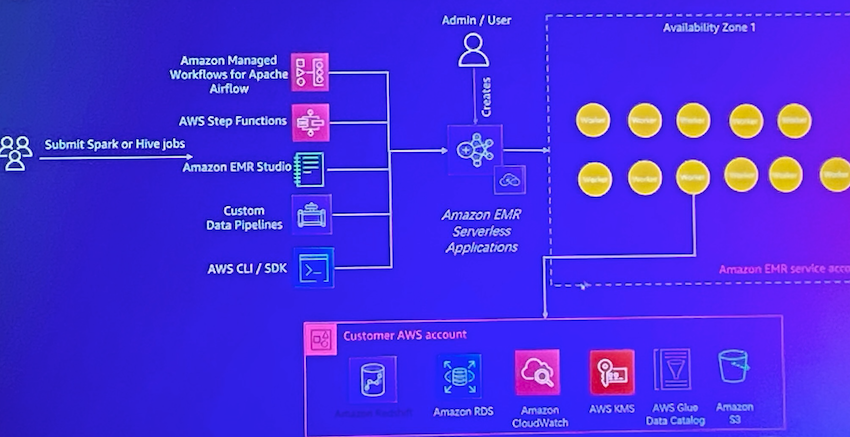 Admin / User
Availability Zone 1
Amazon Managed
Workflows for Apache
Airflow
Creates
AWS Step Functions
Worker Worker Worker Worker Worker
Submit Spark or Hive jobs
Amazon EMR Studio
Worker Worker Worker Worker Worker Worker
Custom
Data Pipelines
Amazon EMR
Serverless
Applications
AWS CLI / SDK
Amazon EMR service
Customer AWS account
Amazon RDS
Amazon
CloudWatch
AWS KMS
AWS Glue
Data Catalog
Amazon
S3